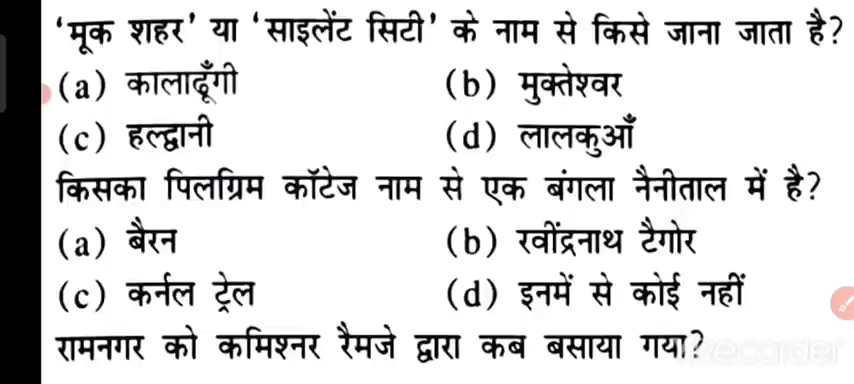 ‘मूक शहर’ या ‘साइलेंट सिटी’ के नाम से किसे जाना जाता है?
(a) कालाढूँगी (b) मुक्तेश्वर
(c) हल्द्वानी (d) लालकुआँ
किसका पिलग्रिम कॉटेज नाम से एक बंगला नैनीताल में है?
(a) बैरन (b) रवींद्रनाथ टैगोर
(c) कर्नल ट्रेल (d) इनमें से कोई नहीं
रामनगर को कमिश्नर रैमजे द्वारा कब बसाया गया?